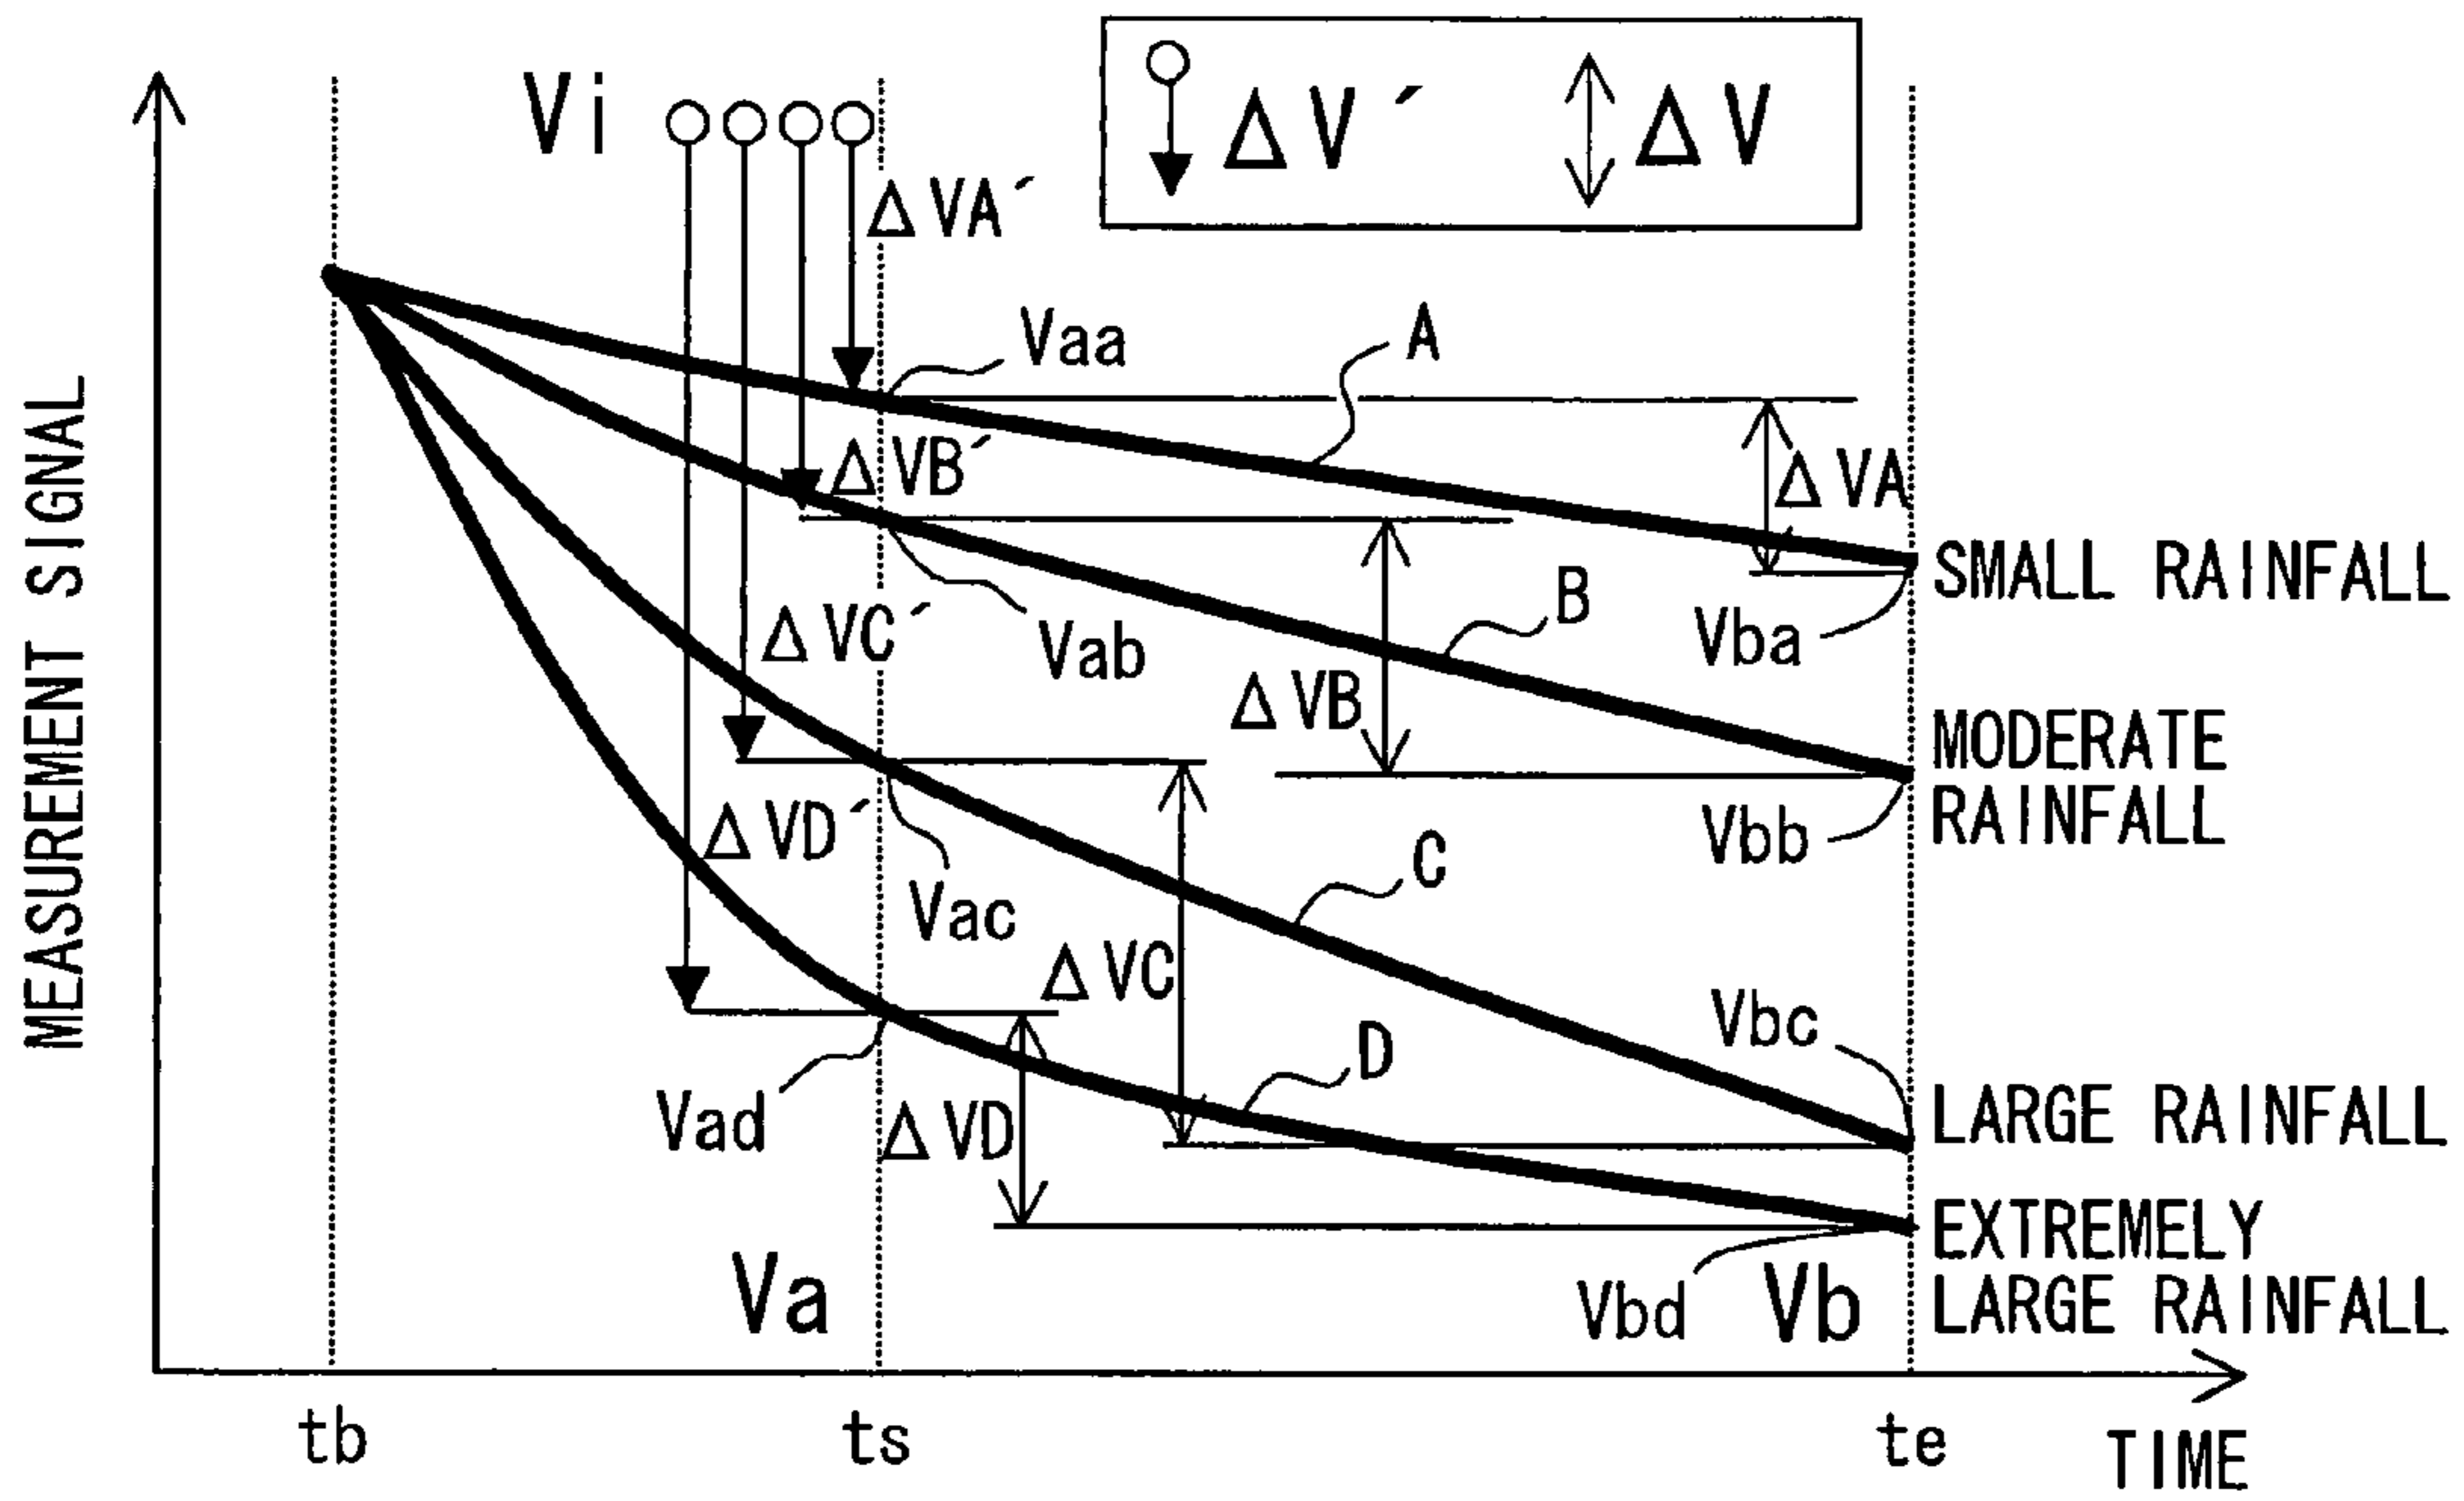 Vi
ΔV´
ΔV
ΔVA´
Vaa
A
ΔVB´
ΔVA
SMALL RAINFALL
B
Vba
ΔVC´
Vab
ΔVB
MODERATE
RAINFALL
Vbb
ΔVD´
C
Vac
ΔVC
Vbc
D
Vad
ΔVD
LARGE RAINFALL
EXTREMELY
LARGE RAINFALL
Va
Vbd
Vb
MEASUREMENT SIGNAL
tb
ts
te
TIME